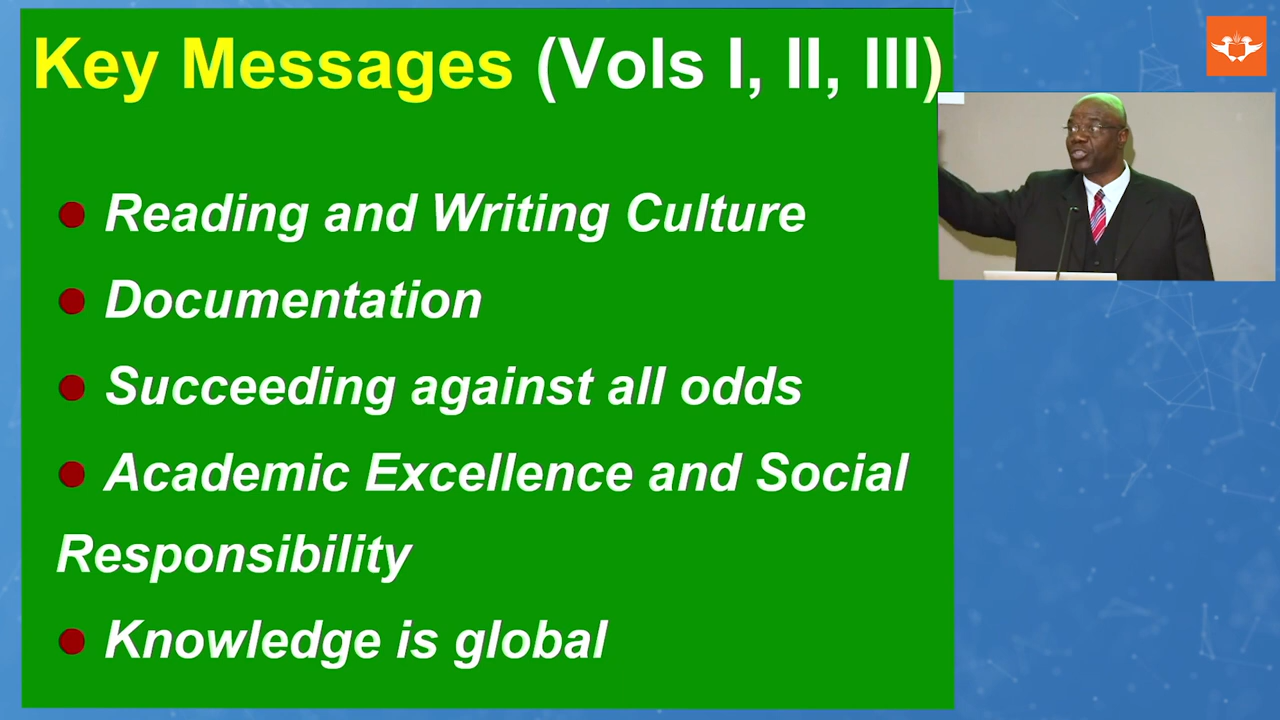 Key Messages (Vols I, II, III)
● Reading and Writing Culture
● Documentation
● Succeeding against all odds
● Academic Excellence and Social
Responsibility
● Knowledge is global